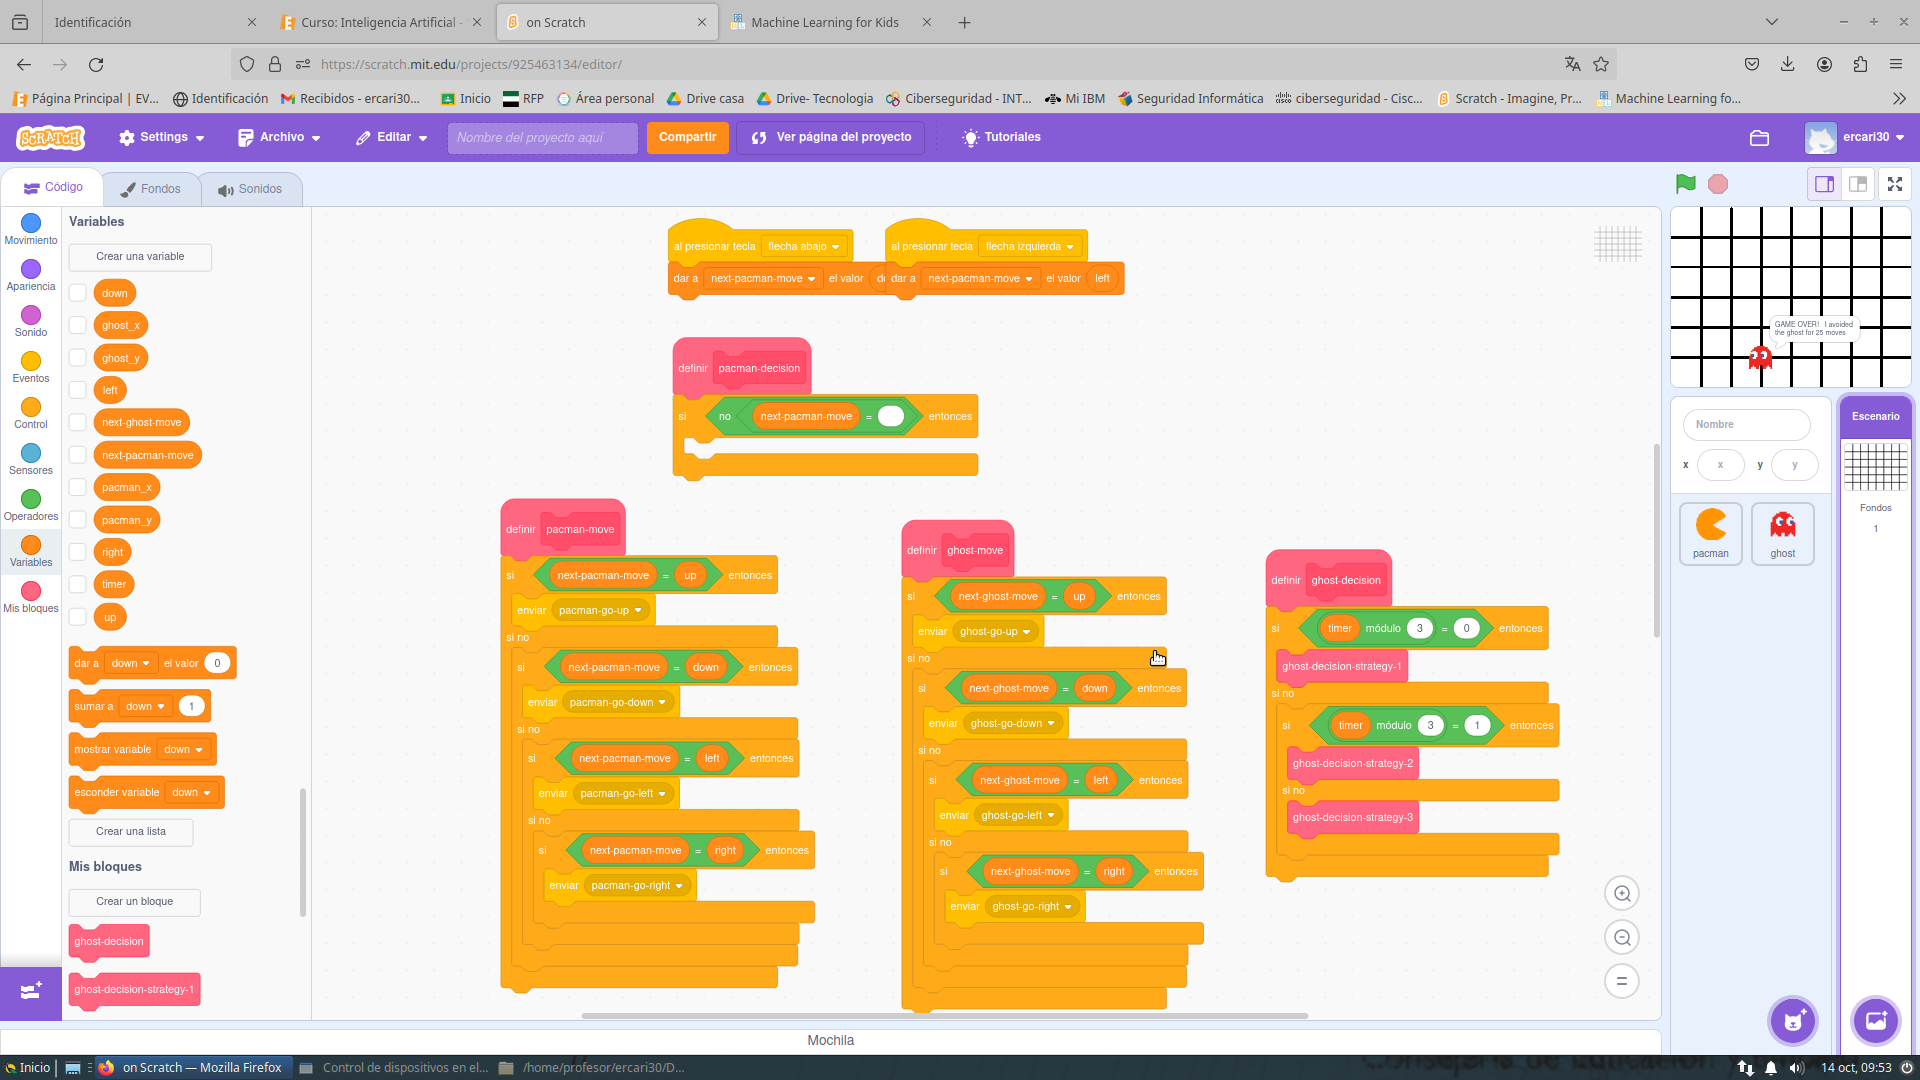 Identificación
Curso: Inteligencia Artificial -
on Scratch
Machine Learning for Kids
https://scratch.mit.edu/projects/925463134/editor/
Página Principal | EV...
Identificación
Recibidos - ercari30...
Inicio
RFP
Área personal
Drive casa
Drive- Tecnologia
Ciberseguridad - INT...
Mi IBM
Seguridad Informática
ciberseguridad - Cisc...
Scratch - Imagine, Pr...
Machine Learning fo...
SCRATCH
Settings
Archivo
Editar
Nombre del proyecto aquí
Compartir
Ver página del proyecto
Tutoriales
ercari30
Código
Fondos
Sonidos
Movimiento
Apariencia
Sonido
Eventos
Control
Sensores
Operadores
Variables
Mis bloques
Variables
Crear una variable
down
ghost_x
ghost_y
left
next-ghost-move
next-pacman-move
pacman_x
pacman_y
right
timer
up
dar a down el valor 0
sumar a down 1
mostrar variable down
esconder variable down
Crear una lista
Mis bloques
Crear un bloque
ghost-decision
ghost-decision-strategy-1
al presionar tecla flecha abajo
dar a next-pacman-move el valor
al presionar tecla flecha izquierda
dar a next-pacman-move el valor left
definir pacman-decision
si no next-pacman-move = entonces
definir pacman-move
si next-pacman-move = up entonces
enviar pacman-go-up
si no
si next-pacman-move = down entonces
enviar pacman-go-down
si no
si next-pacman-move = left entonces
enviar pacman-go-left
si no
si next-pacman-move = right entonces
enviar pacman-go-right
definir ghost-move
si next-ghost-move = up entonces
enviar ghost-go-up
si no
si next-ghost-move = down entonces
enviar ghost-go-down
si no
si next-ghost-move = left entonces
enviar ghost-go-left
si no
si next-ghost-move = right entonces
enviar ghost-go-right
definir ghost-decision
si timer módulo 3 = 0 entonces
ghost-decision-strategy-1
si no
si timer módulo 3 = 1 entonces
ghost-decision-strategy-2
si no
ghost-decision-strategy-3
GAME OVER! I avoided
the ghost for 25 moves
Nombre
x x y y
pacman
ghost
Escenario
Fondos
1
Mochila
Inicio
on Scratch — Mozilla Firefox
Control de dispositivos en el...
/home/profesor/ercari30/D...
14 oct, 09:53